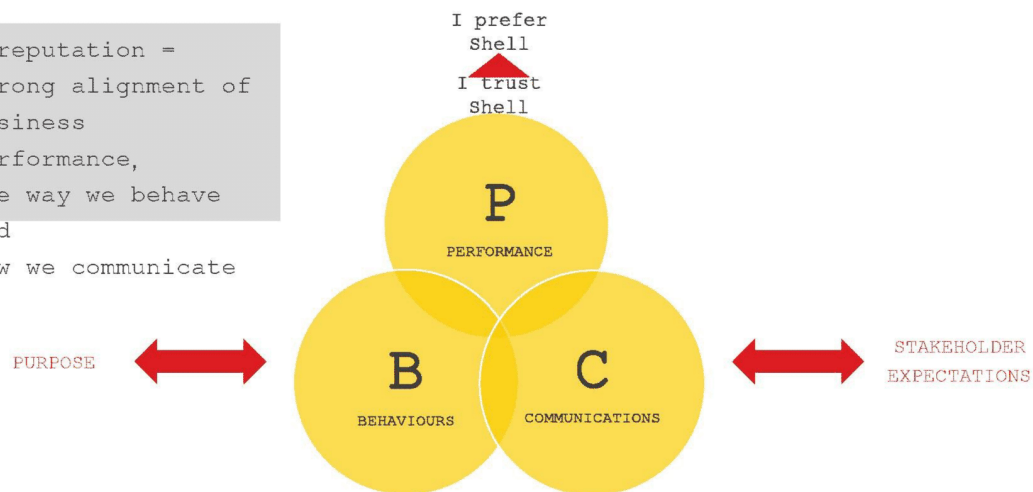 I prefer
Shell
I trust
Shell
reputation =
rong alignment of
siness
rformance,
e way we behave
d
w we communicate
P
PERFORMANCE
PURPOSE
B
BEHAVIOURS
C
COMMUNICATIONS
STAKEHOLDER
EXPECTATIONS